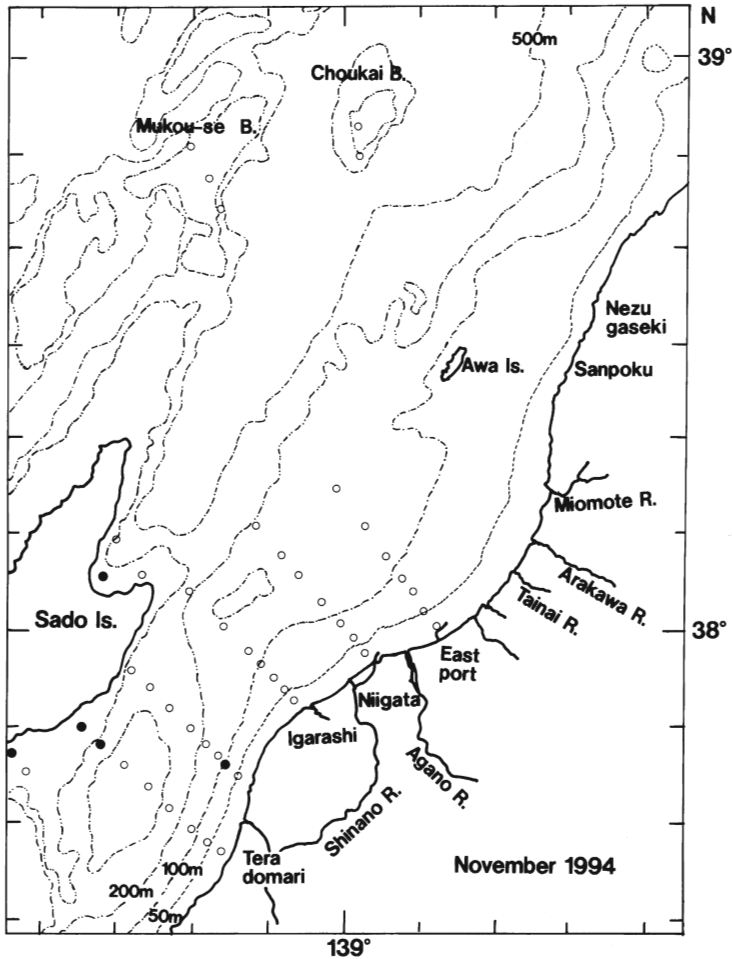 N
500m
39°
Choukai B.
Mukou-se B.
Nezu
gaseki
Awa Is.
Sanpoku
Miomote R.
Arakawa R.
Tainai R.
Sado Is.
38°
East
port
Niigata
Igarashi
Agano R.
Shinano R.
Tera
domari
100m
200m
50m
November 1994
139°